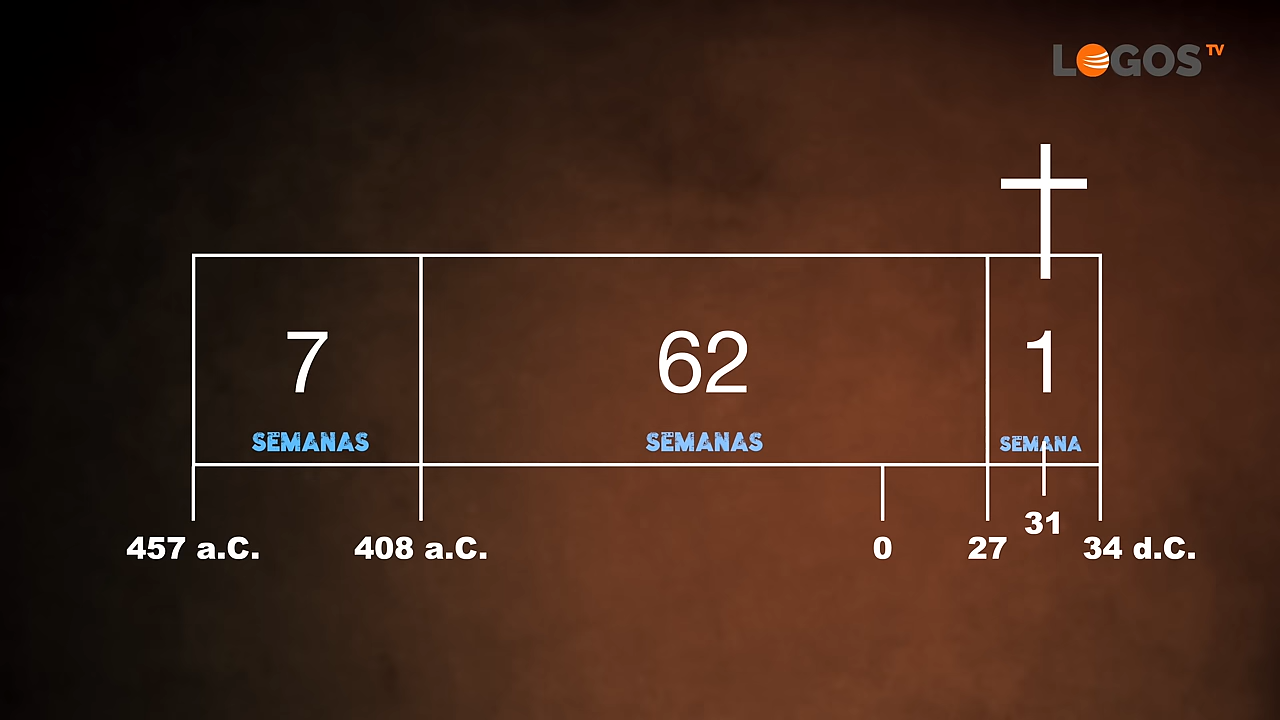 LOGOS TV
7 62 1
SEMANAS SEMANAS SEMANA
31
457 a.C. 408 a.C. 0 27 34 d.C.